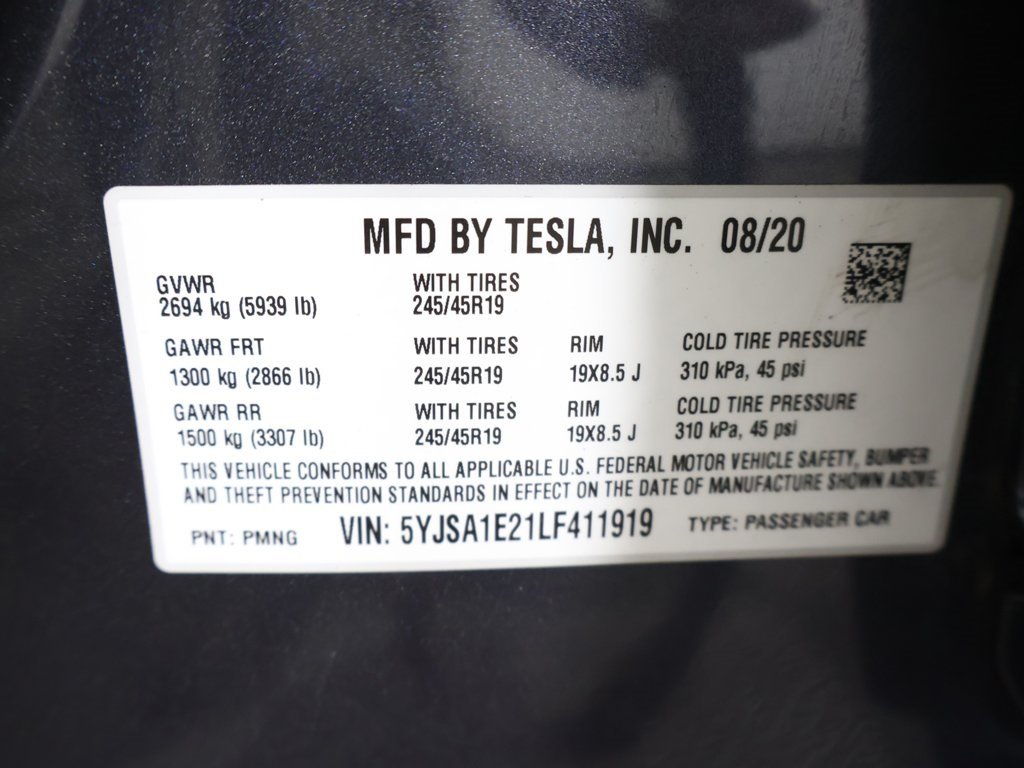 MFD BY TESLA, INC. 08/20
GVWR WITH TIRES
2694 kg (5939 lb) 245/45R19
GAWR FRT WITH TIRES RIM COLD TIRE PRESSURE
1300 kg (2866 lb) 245/45R19 19X8.5 J 310 kPa, 45 psi
GAWR RR WITH TIRES RIM COLD TIRE PRESSURE
1500 kg (3307 lb) 245/45R19 19X8.5 J 310 kPa, 45 psi
THIS VEHICLE CONFORMS TO ALL APPLICABLE U.S. FEDERAL MOTOR VEHICLE SAFETY, BUMPER
AND THEFT PREVENTION STANDARDS IN EFFECT ON THE DATE OF MANUFACTURE SHOWN ABOVE.
PNT: PMNG VIN: 5YJSA1E21LF411919 TYPE: PASSENGER CAR